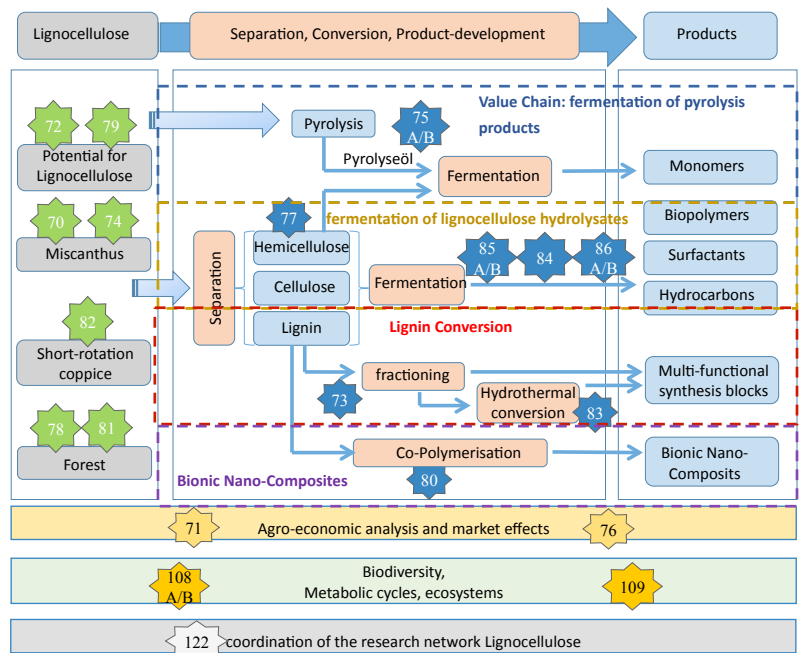 Lignocellulose
Separation, Conversion, Product-development
Products
Value Chain: fermentation of pyrolysis
products
72
79
Potential for
Lignocellulose
Pyrolysis
75
A/B
Pyrolyseöl
Fermentation
Monomers
70
74
Miscanthus
77
fermentation of lignocellulose hydrolysates
Biopolymers
Separation
Hemicellulose
Cellulose
Lignin
Fermentation
85
A/B
84
86
A/B
Surfactants
Hydrocarbons
82
Short-rotation
coppice
Lignin Conversion
73
fractioning
Hydrothermal
conversion
83
Multi-functional
synthesis blocks
78
81
Forest
Bionic Nano-Composites
Co-Polymerisation
80
Bionic Nano-
Composits
71
Agro-economic analysis and market effects
76
108
A/B
Biodiversity,
Metabolic cycles, ecosystems
109
122
coordination of the research network Lignocellulose